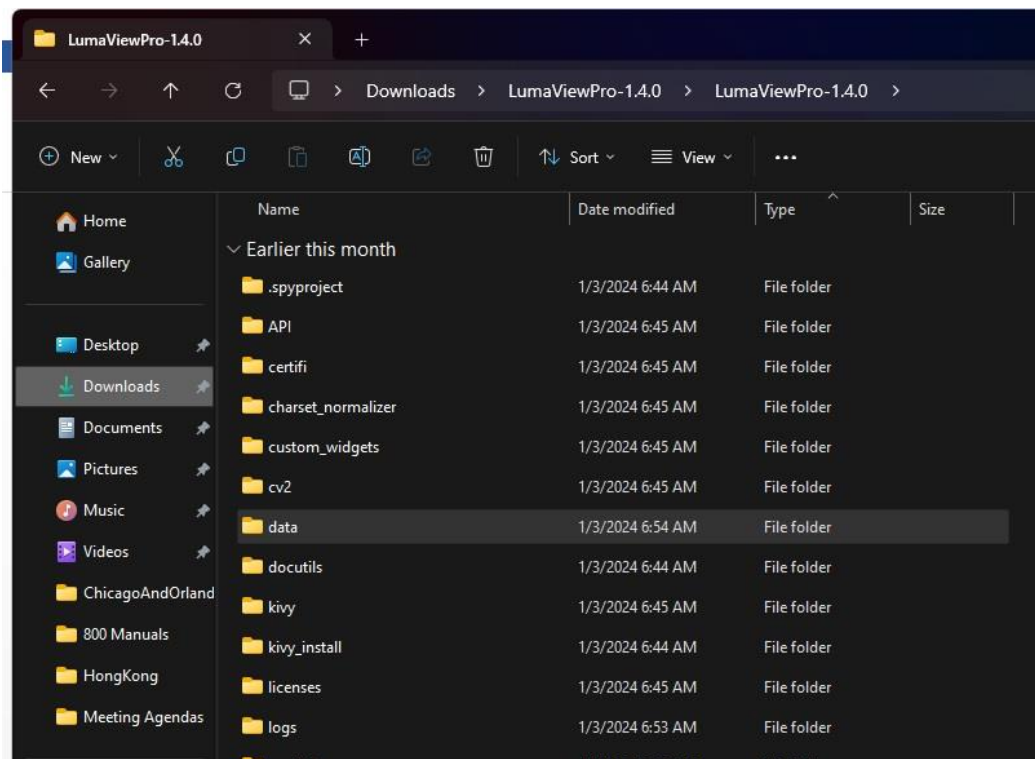 LumaViewPro-1.4.0
Downloads > LumaViewPro-1.4.0 > LumaViewPro-1.4.0 >
New Sort View
Name Date modified Type Size
Home
Gallery
Desktop
Downloads
Documents
Pictures
Music
Videos
ChicagoAndOrland
800 Manuals
HongKong
Meeting Agendas
Earlier this month
.spyproject 1/3/2024 6:44 AM File folder
API 1/3/2024 6:45 AM File folder
certifi 1/3/2024 6:45 AM File folder
charset_normalizer 1/3/2024 6:45 AM File folder
custom_widgets 1/3/2024 6:45 AM File folder
cv2 1/3/2024 6:45 AM File folder
data 1/3/2024 6:54 AM File folder
docutils 1/3/2024 6:44 AM File folder
kivy 1/3/2024 6:45 AM File folder
kivy_install 1/3/2024 6:44 AM File folder
licenses 1/3/2024 6:45 AM File folder
logs 1/3/2024 6:53 AM File folder